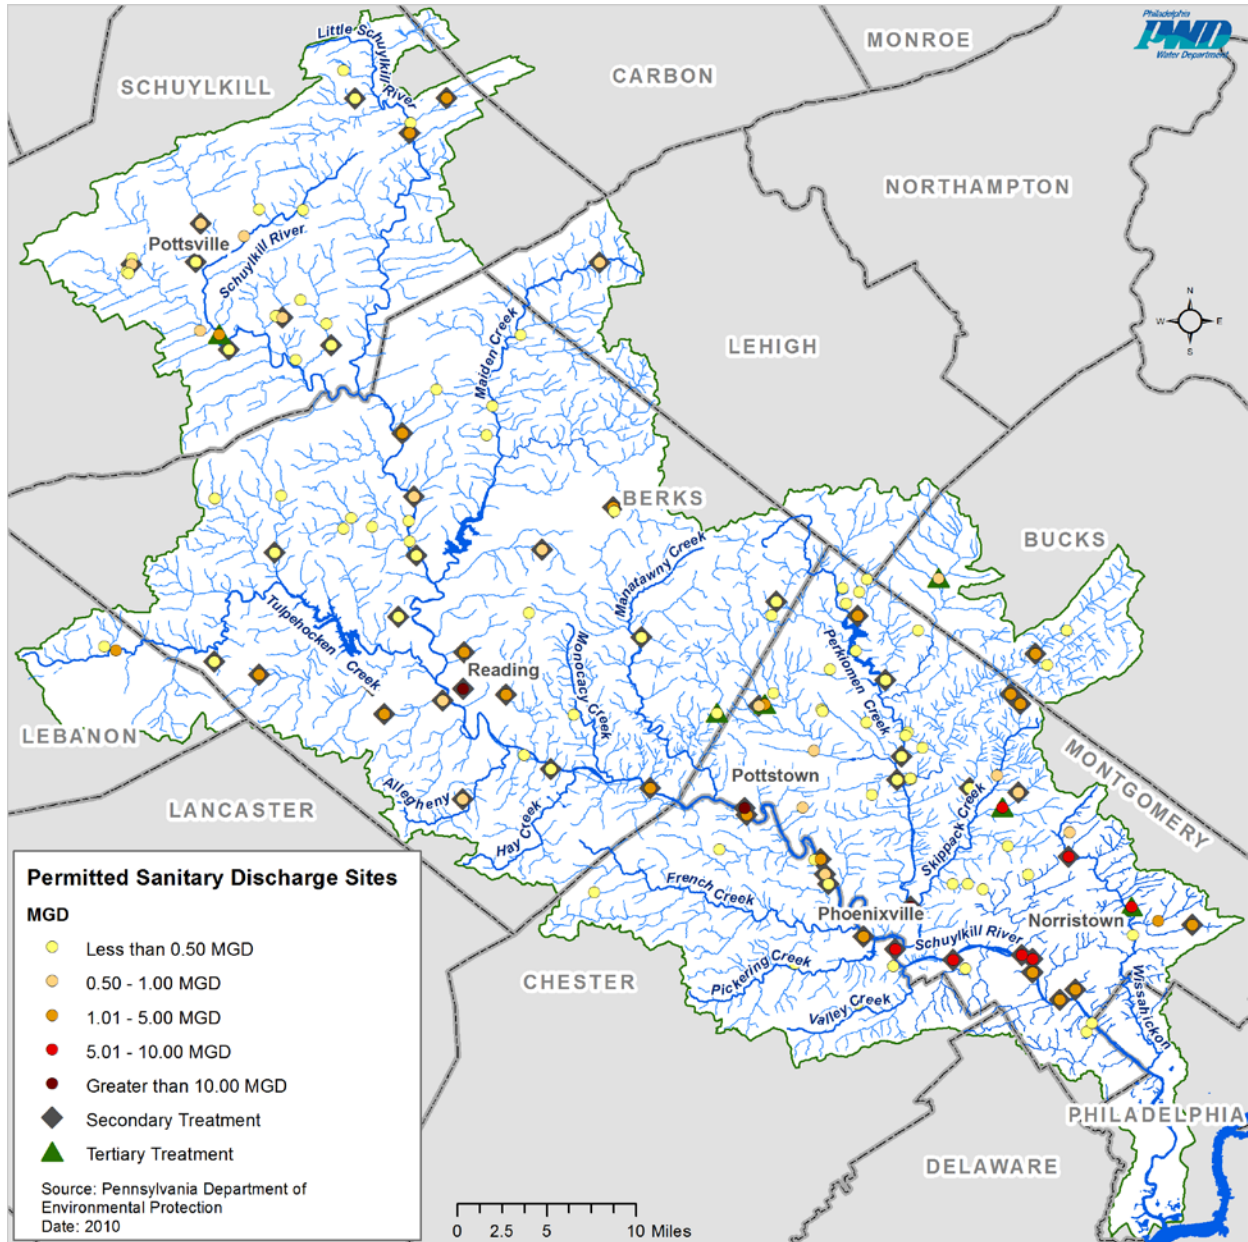 Philadelphia
PWD
Water Department
MONROE
CARBON
SCHUYLKILL
Little Schuylkill
River
NORTHAMPTON
Pottsville
Schuylkill River
N
W E
S
LEHIGH
Maiden Creek
BERKS
BUCKS
Manatawny Creek
Tulpehocken Creek
Perkiomen Creek
Monocacy Creek
Reading
LEBANON
MONTGOMERY
Pottstown
LANCASTER
Allegheny
Hay Creek
Skippack Creek
French Creek
Phoenixville
Norristown
Schuylkill River
Pickering Creek
CHESTER
Valley Creek
Wissahickon
PHILADELPHIA
DELAWARE
Permitted Sanitary Discharge Sites
MGD
Less than 0.50 MGD
0.50 - 1.00 MGD
1.01 - 5.00 MGD
5.01 - 10.00 MGD
Greater than 10.00 MGD
Secondary Treatment
Tertiary Treatment
Source: Pennsylvania Department of
Environmental Protection
Date: 2010
0 2.5 5 10 Miles